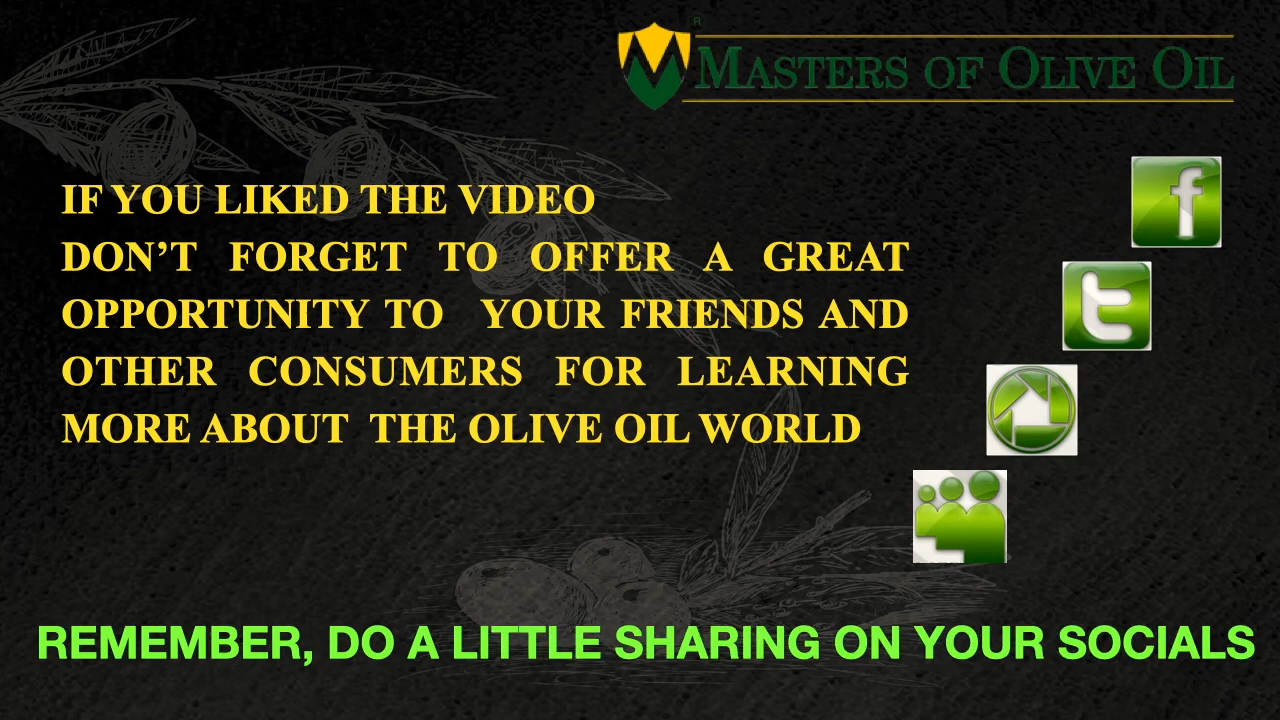 R
MASTERS OF OLIVE OIL
IF YOU LIKED THE VIDEO
DON’T FORGET TO OFFER A GREAT
OPPORTUNITY TO YOUR FRIENDS AND
OTHER CONSUMERS FOR LEARNING
MORE ABOUT THE OLIVE OIL WORLD
f
t
REMEMBER, DO A LITTLE SHARING ON YOUR SOCIALS